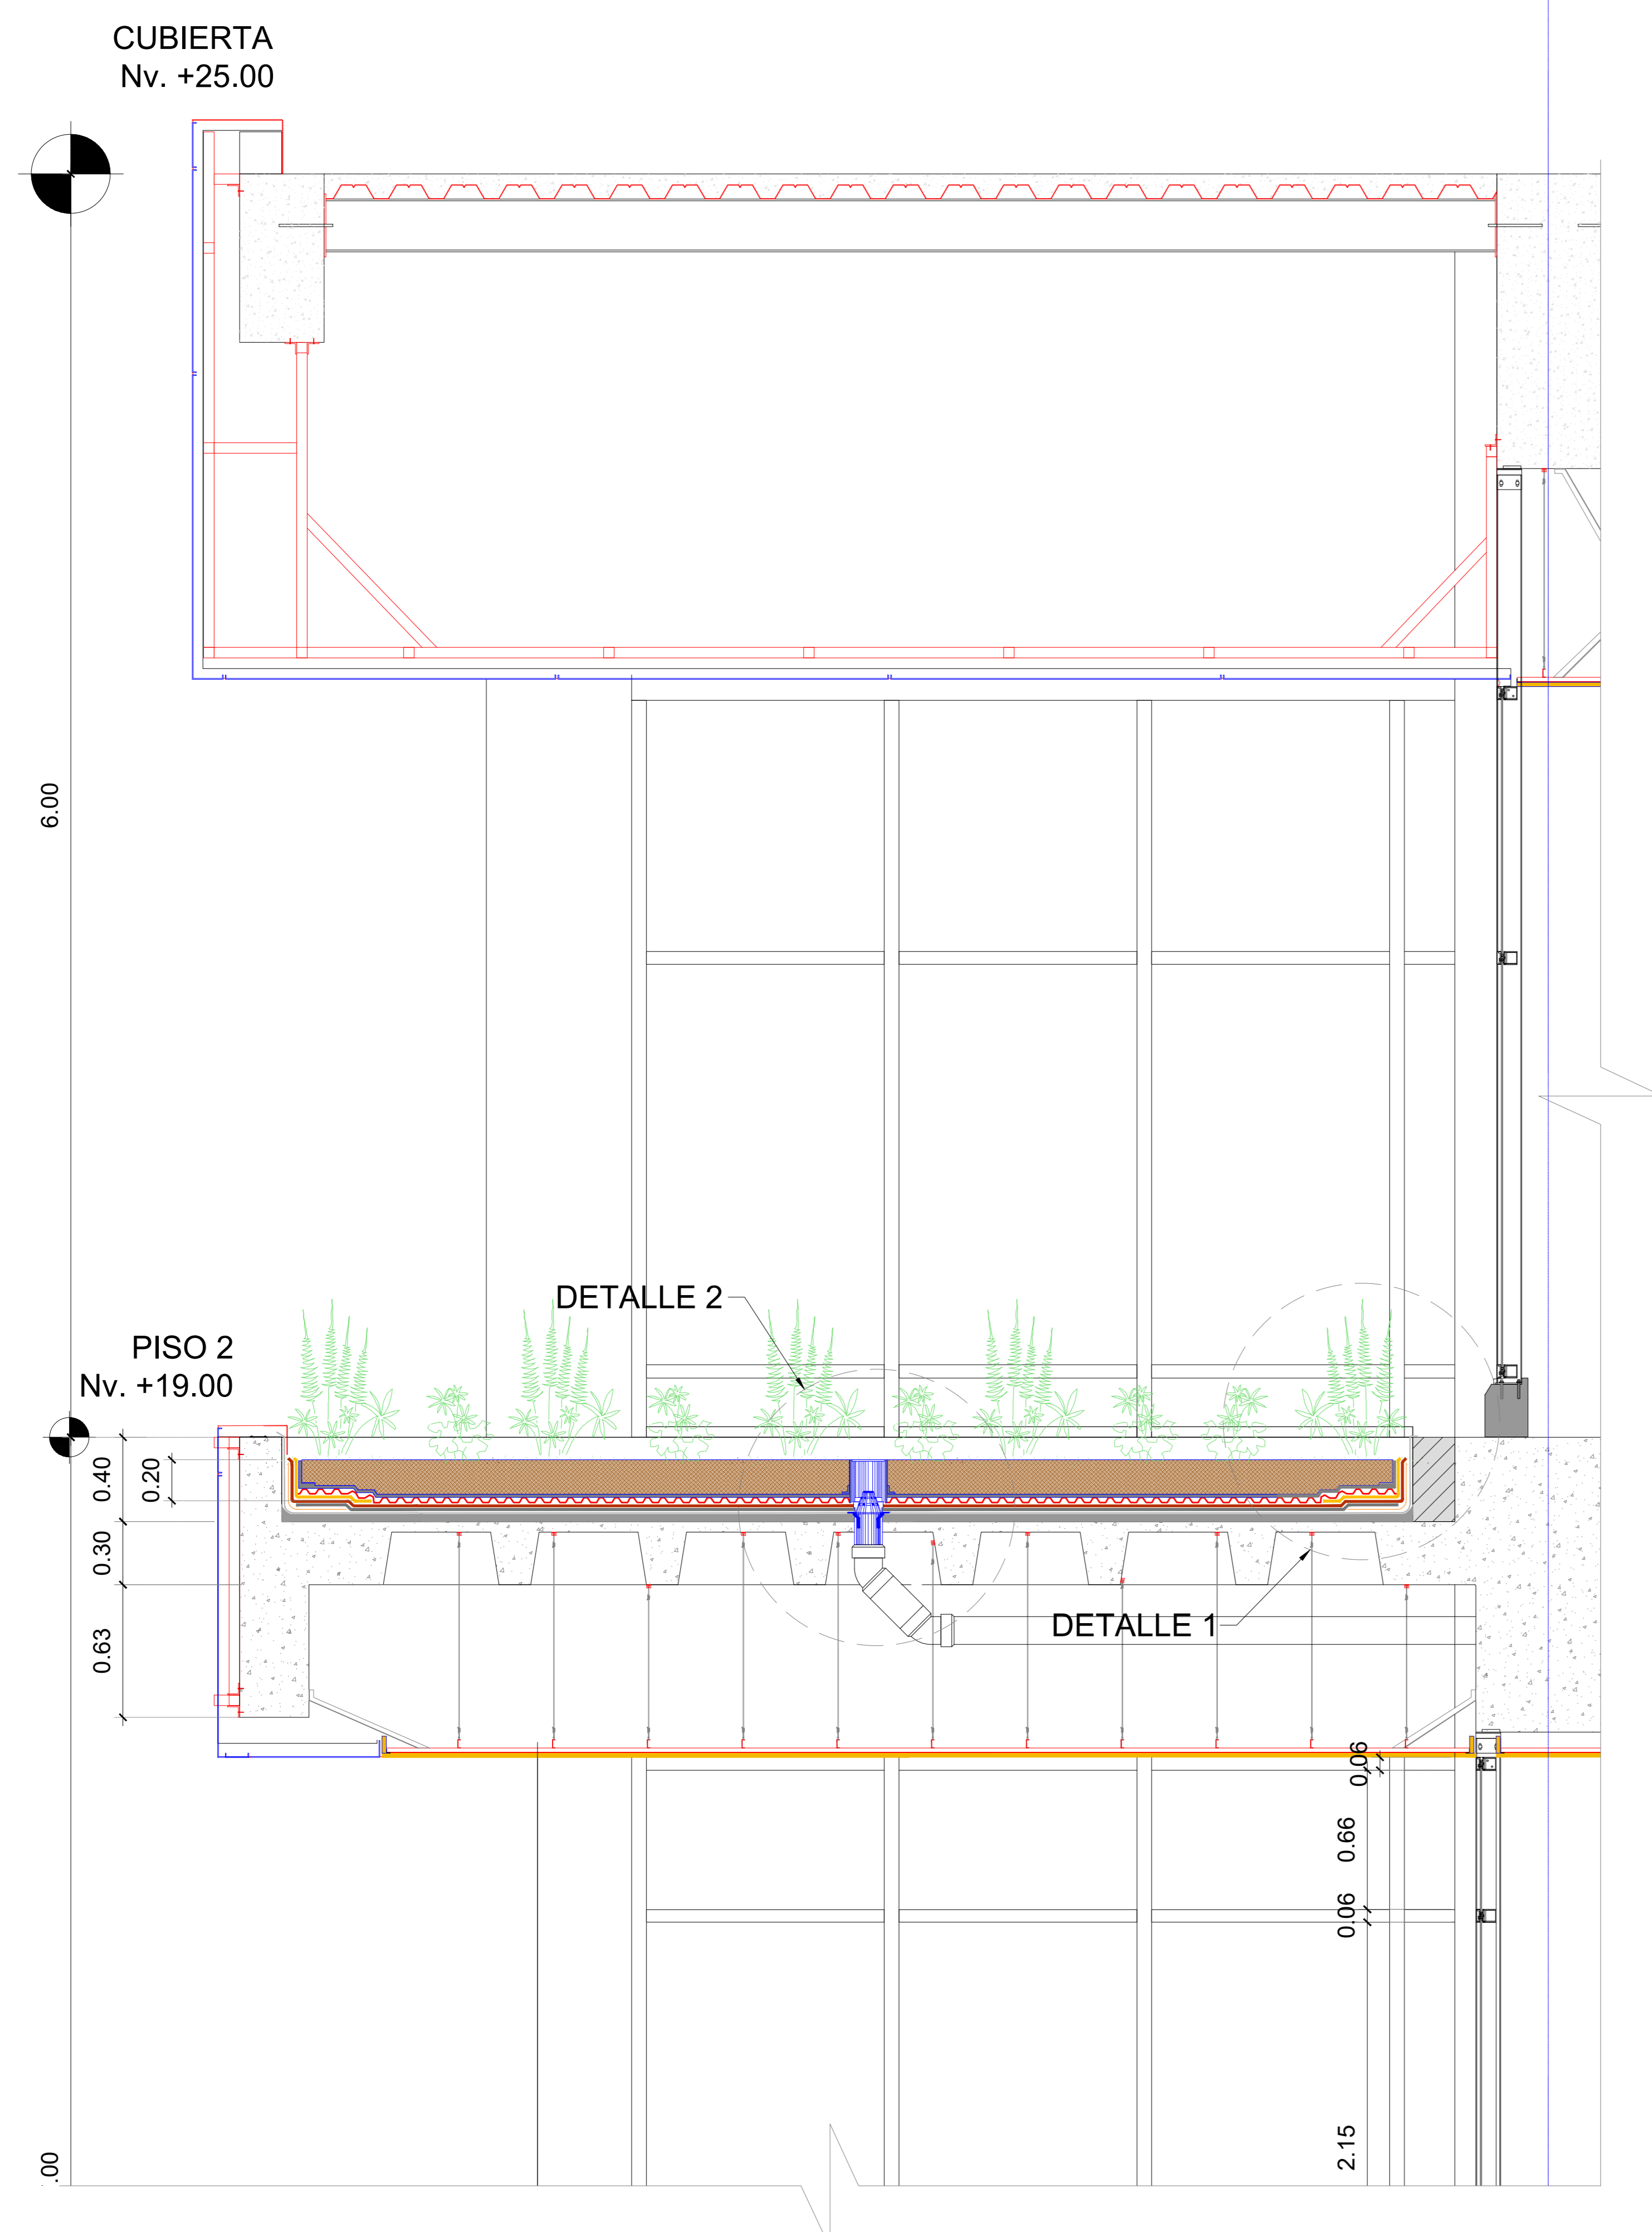 CUBIERTA
Nv. +25.00
6.00
DETALLE 2
PISO 2
Nv. +19.00
0.40
0.20
0.30
0.63
DETALLE 1
0.06
0.66
0.06
2.15
.00